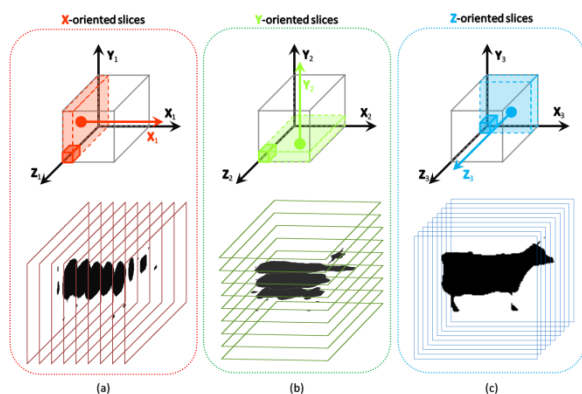 X-oriented slices
Y-oriented slices
Z-oriented slices
Y1
X1
X1
Z1
Y2
Y2
X2
Z2
Y3
X3
Z3
Z3
(a)
(b)
(c)